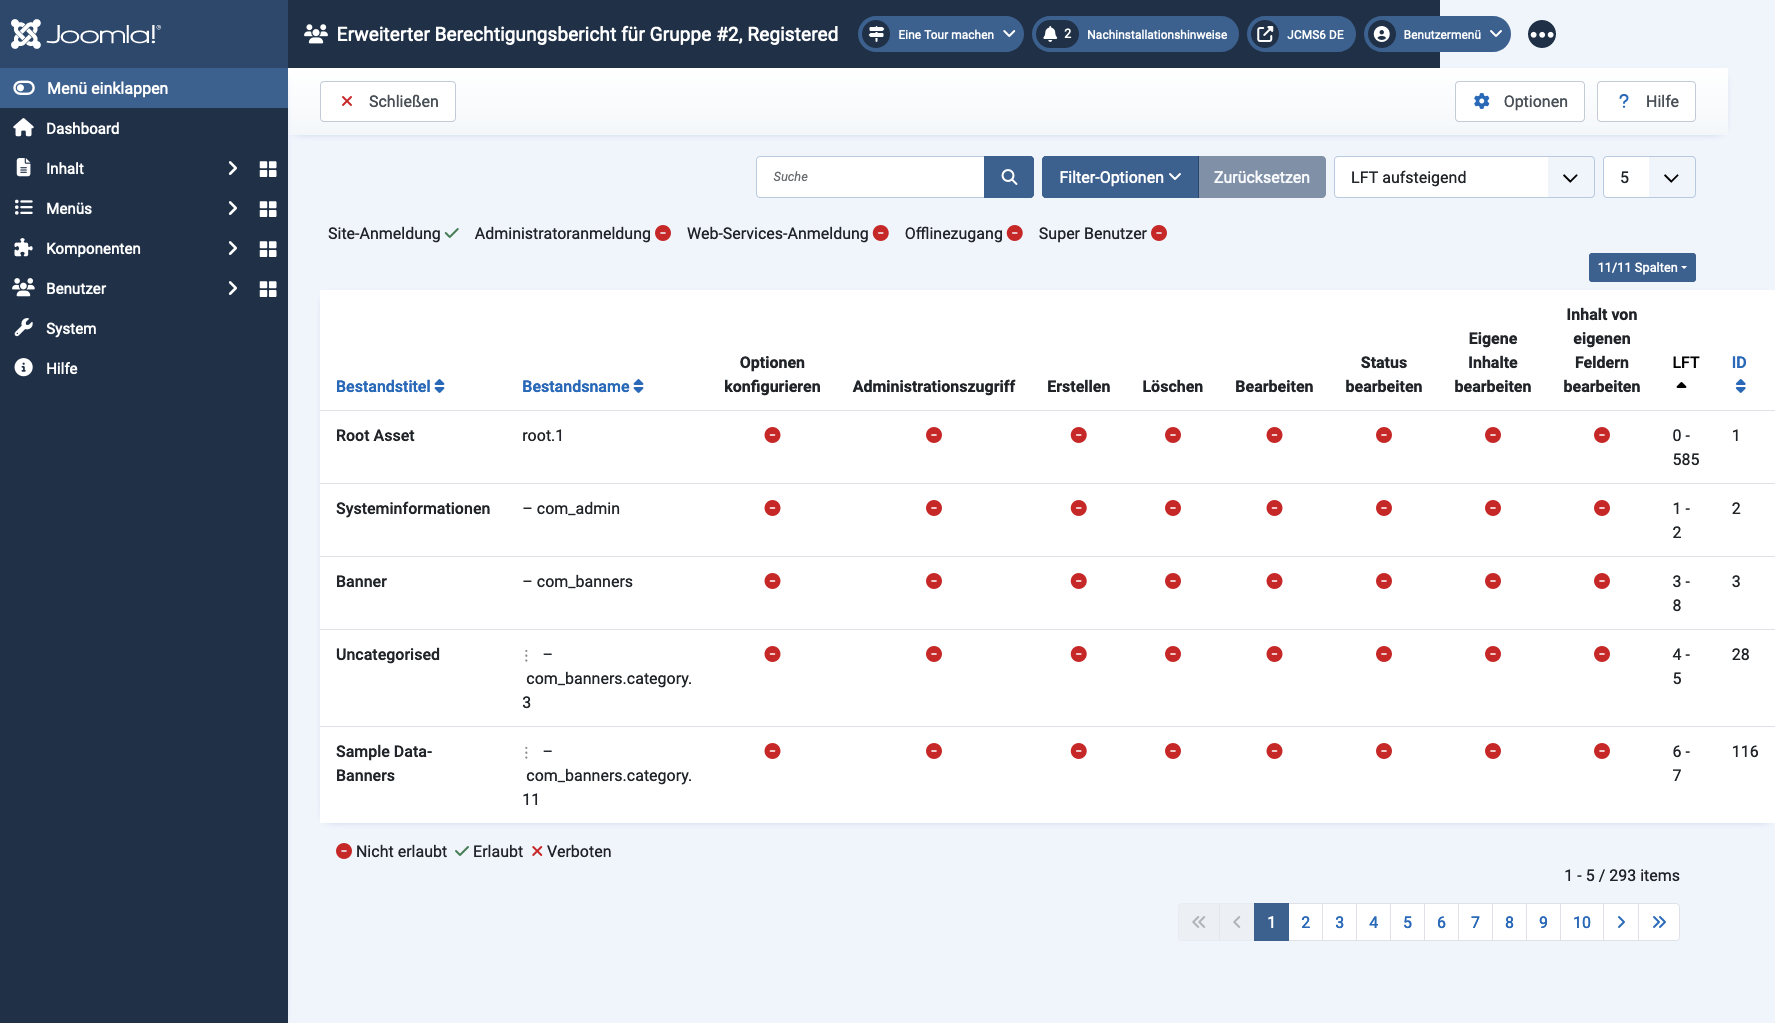 Joomla!®
Erweiterter Berechtigungsbericht für Gruppe #2, Registered
Eine Tour machen
2 Nachinstallationshinweise
JCMS6 DE
Benutzermenü
Menü einklappen
Dashboard
Inhalt
Menüs
Komponenten
Benutzer
System
Hilfe
Schließen
Optionen
? Hilfe
Suche
Filter-Optionen
Zurücksetzen
LFT aufsteigend
5
Site-Anmeldung Administratoranmeldung Web-Services-Anmeldung Offlinezugang Super Benutzer
11/11 Spalten
Bestandstitel
Bestandsname
Optionen
konfigurieren
Administrationszugriff
Erstellen
Löschen
Bearbeiten
Status
bearbeiten
Eigene
Inhalte
bearbeiten
Inhalt von
eigenen
Feldern
bearbeiten
LFT
ID
Root Asset
root.1
0 -
585
1
Systeminformationen
– com_admin
1 -
2
2
Banner
– com_banners
3 -
8
3
Uncategorised
⋮ –
com_banners.category.
3
4 -
5
28
Sample Data-
Banners
⋮ –
com_banners.category.
11
6 -
7
116
Nicht erlaubt Erlaubt Verboten
1 - 5 / 293 items
1 2 3 4 5 6 7 8 9 10